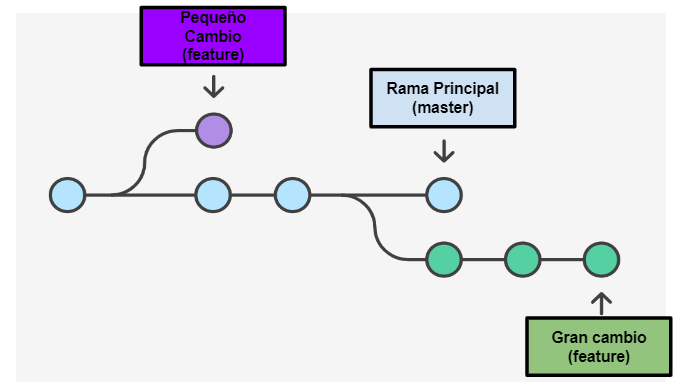 Pequeño
Cambio
(feature)
Rama Principal
(master)
Gran cambio
(feature)